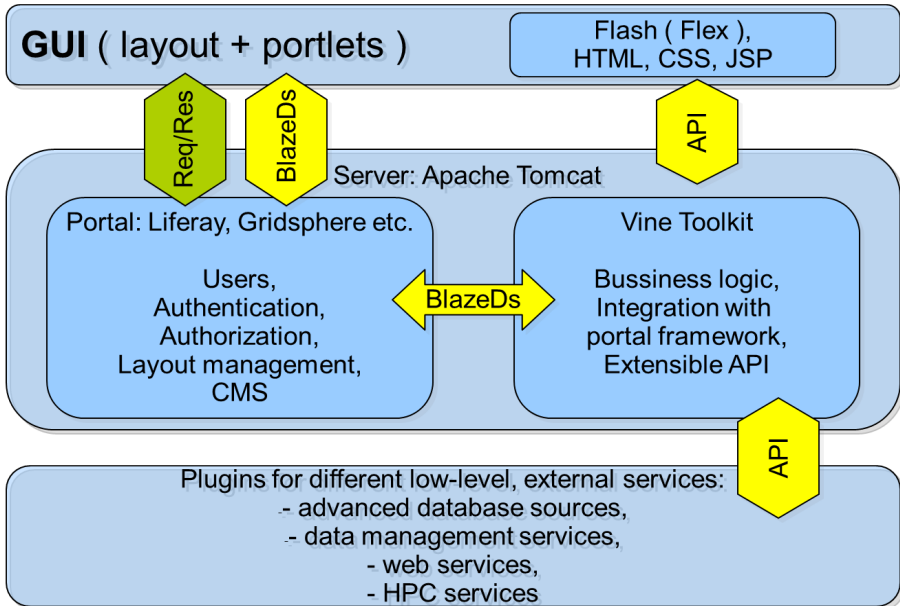 GUI ( layout + portlets )
Flash ( Flex ),
HTML, CSS, JSP
Req/Res
BlazeDs
API
Server: Apache Tomcat
Portal: Liferay, Gridsphere etc.
Users,
Authentication,
Authorization,
Layout management,
CMS
BlazeDs
Vine Toolkit
Bussiness logic,
Integration with
portal framework,
Extensible API
API
Plugins for different low-level, external services:
- advanced database sources,
- data management services,
- web services,
- HPC services